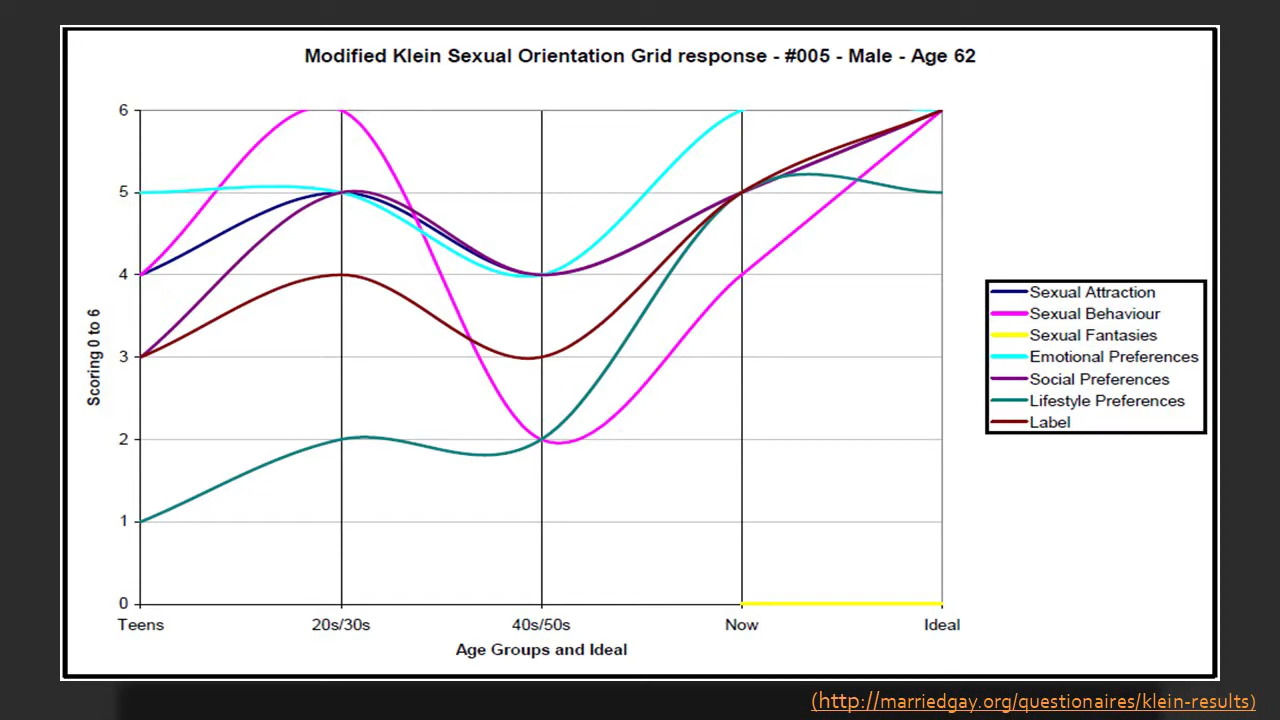 Modified Klein Sexual Orientation Grid response - #005 - Male - Age 62
6
5
4
3
2
1
0
Scoring 0 to 6
Teens 20s/30s 40s/50s Now Ideal
Age Groups and Ideal
Sexual Attraction
Sexual Behaviour
Sexual Fantasies
Emotional Preferences
Social Preferences
Lifestyle Preferences
Label
(http://marriedgay.org/questionaires/klein-results)